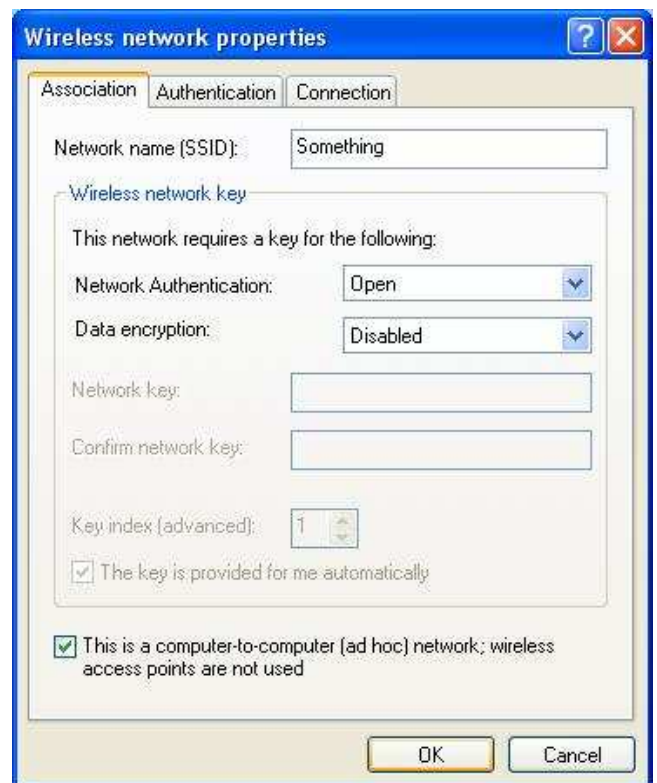 Wireless network properties
Association Authentication Connection
Network name (SSID): Something
Wireless network key
This network requires a key for the following:
Network Authentication: Open
Data encryption: Disabled
Network key:
Confirm network key:
Key index (advanced): 1
The key is provided for me automatically
This is a computer-to-computer (ad hoc) network; wireless
access points are not used
OK Cancel